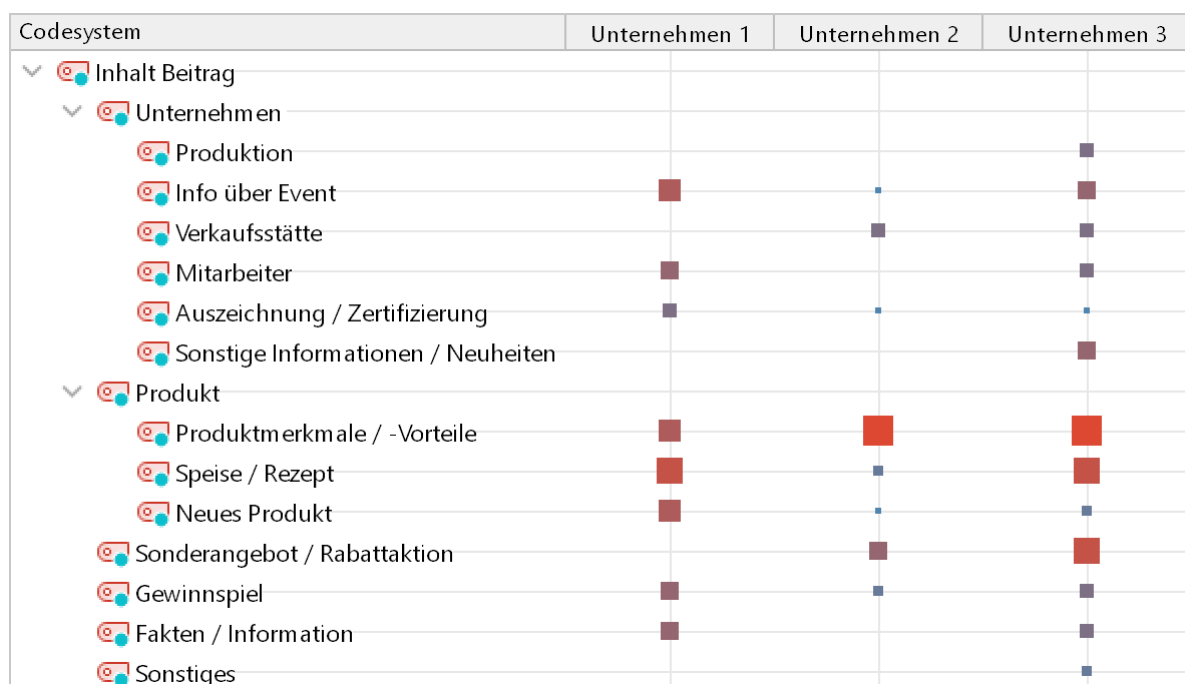 Codesystem Unternehmen 1 Unternehmen 2 Unternehmen 3
Inhalt Beitrag
Unternehmen
Produktion
Info über Event
Verkaufsstätte
Mitarbeiter
Auszeichnung / Zertifizierung
Sonstige Informationen / Neuheiten
Produkt
Produktmerkmale / -Vorteile
Speise / Rezept
Neues Produkt
Sonderangebot / Rabattaktion
Gewinnspiel
Fakten / Information
Sonstiges